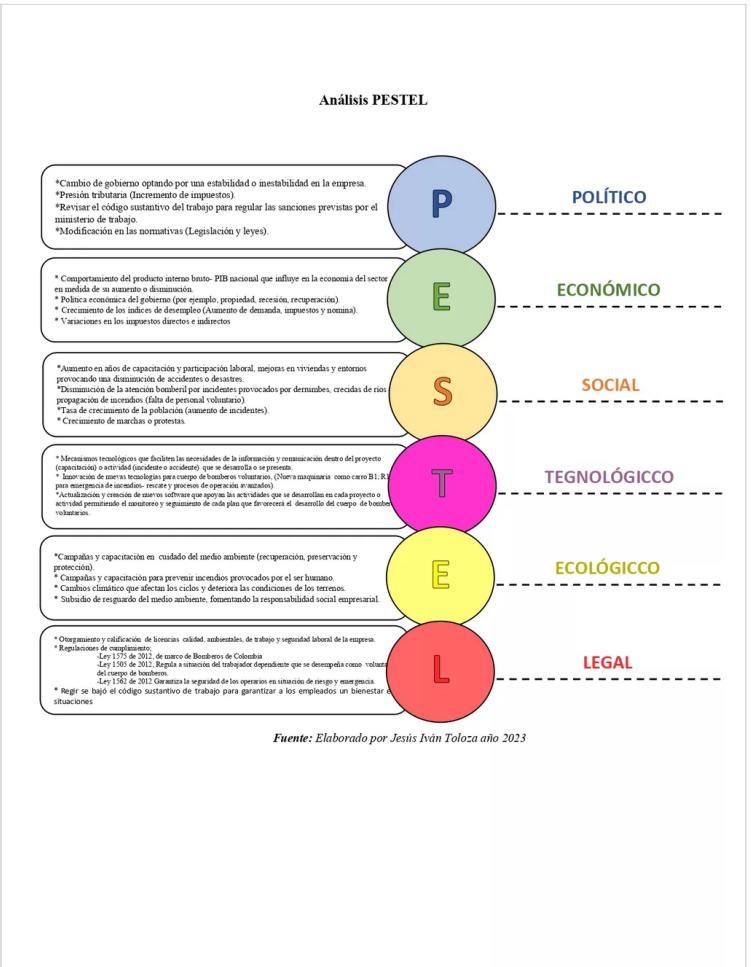 Análisis PESTEL
*Cambio de gobierno optando por una estabilidad o inestabilidad en la empresa.
*Presión tributaria (Incremento de impuestos).
*Revisar el código sustantivo del trabajo para regular las sanciones previstas por el
ministerio de trabajo.
*Modificación en las normativas (Legislación y leyes).
P
POLÍTICO
* Comportamiento del producto interno bruto- PIB nacional que influye en la economía del sector
en medida de su aumento o disminución.
* Política económica del gobierno (por ejemplo, propiedad, recesión, recuperación).
* Crecimiento de los índices de desempleo (Aumento de demanda, impuestos y nomina).
* Variaciones en los impuestos directos e indirectos
E
ECONÓMICO
*Aumento en años de capacitación y participación laboral, mejoras en viviendas y entornos
provocando una disminución de accidentes o desastres.
*Disminución de la atención bomberil por incidentes provocados por derrumbes, crecidas de ríos
propagación de incendios (falta de personal voluntario).
*Tasa de crecimiento de la población (aumento de incidentes).
* Crecimiento de marchas o protestas.
S
SOCIAL
* Mecanismos tecnológicos que faciliten las necesidades de la información y comunicación dentro del proyecto
(capacitación) o actividad (incidente o accidente) que se desarrolla o se presenta.
* Innovación de nuevas tecnologías para cuerpo de bomberos voluntarios, (Nueva maquinaria como carro B1; R1
para emergencia de incendios- rescate y procesos de operación avanzados).
*Actualización y creación de nuevos software que apoyan las actividades que se desarrollan en cada proyecto o
actividad permitiendo el monitoreo y seguimiento de cada plan que favorecerá el desarrollo del cuerpo de bomber
voluntarios.
T
TEGNOLÓGICCO
*Campañas y capacitación en cuidado del medio ambiente (recuperación, preservación y
protección).
* Campañas y capacitación para prevenir incendios provocados por el ser humano.
* Cambios climático que afectan los ciclos y deteriora las condiciones de los terrenos.
* Subsidio de resguardo del medio ambiente, fomentando la responsabilidad social empresarial.
E
ECOLÓGICCO
* Otorgamiento y calificación de licencias calidad, ambientales, de trabajo y seguridad laboral de la empresa.
* Regulaciones de cumplimiento;
-Ley 1575 de 2012, de marco de Bomberos de Colombia
-Ley 1505 de 2012, Regula a situación del trabajador dependiente que se desempeña como volunta
del cuerpo de bomberos.
-Ley 1562 de 2012 Garantiza la seguridad de los operarios en situación de riesgo y emergencia.
* Regir se bajó el código sustantivo de trabajo para garantizar a los empleados un bienestar e
situaciones
L
LEGAL
Fuente: Elaborado por Jesús Iván Toloza año 2023